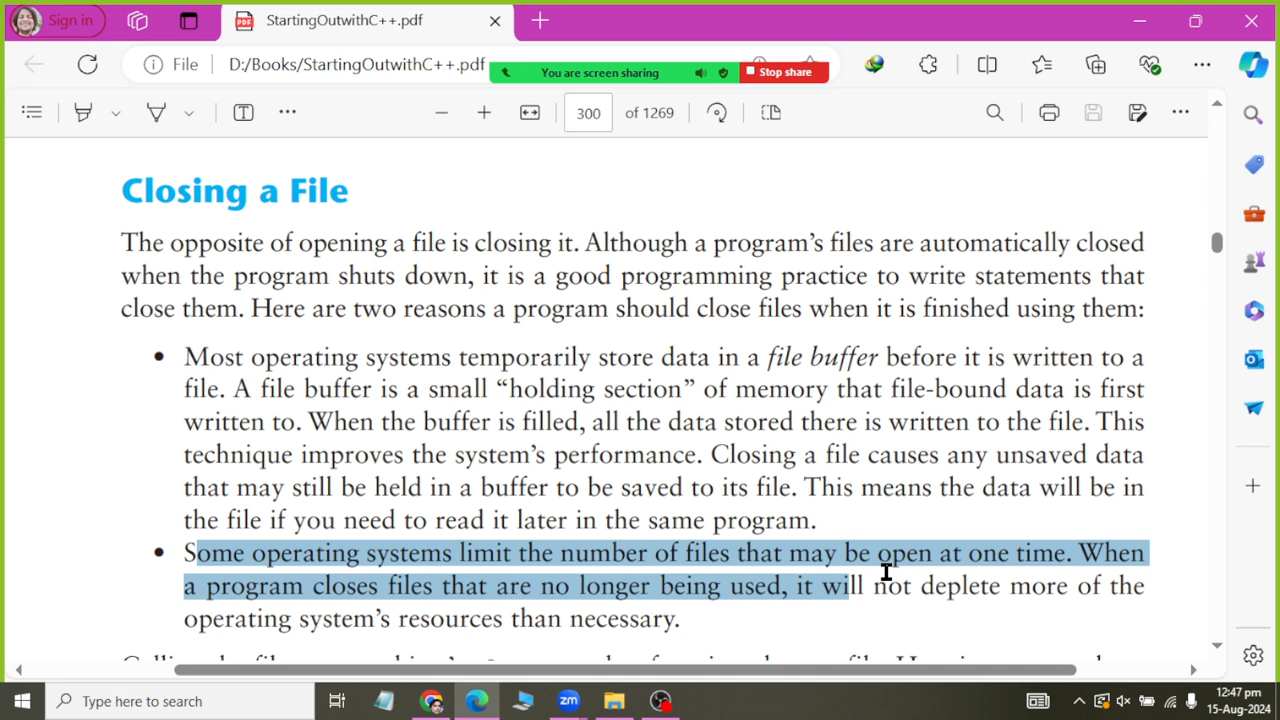 Sign in
StartingOutwithC++.pdf
File
D:/Books/StartingOutwithC++.pdf
You are screen sharing
Stop share
300
of 1269
Closing a File
The opposite of opening a file is closing it. Although a program's files are automatically closed
when the program shuts down, it is a good programming practice to write statements that
close them. Here are two reasons a program should close files when it is finished using them:
• Most operating systems temporarily store data in a file buffer before it is written to a
file. A file buffer is a small “holding section” of memory that file-bound data is first
written to. When the buffer is filled, all the data stored there is written to the file. This
technique improves the system's performance. Closing a file causes any unsaved data
that may still be held in a buffer to be saved to its file. This means the data will be in
the file if you need to read it later in the same program.
• Some operating systems limit the number of files that may be open at one time. When
a program closes files that are no longer being used, it will not deplete more of the
operating system's resources than necessary.
Type here to search
zm
12:47 pm
15-Aug-2024